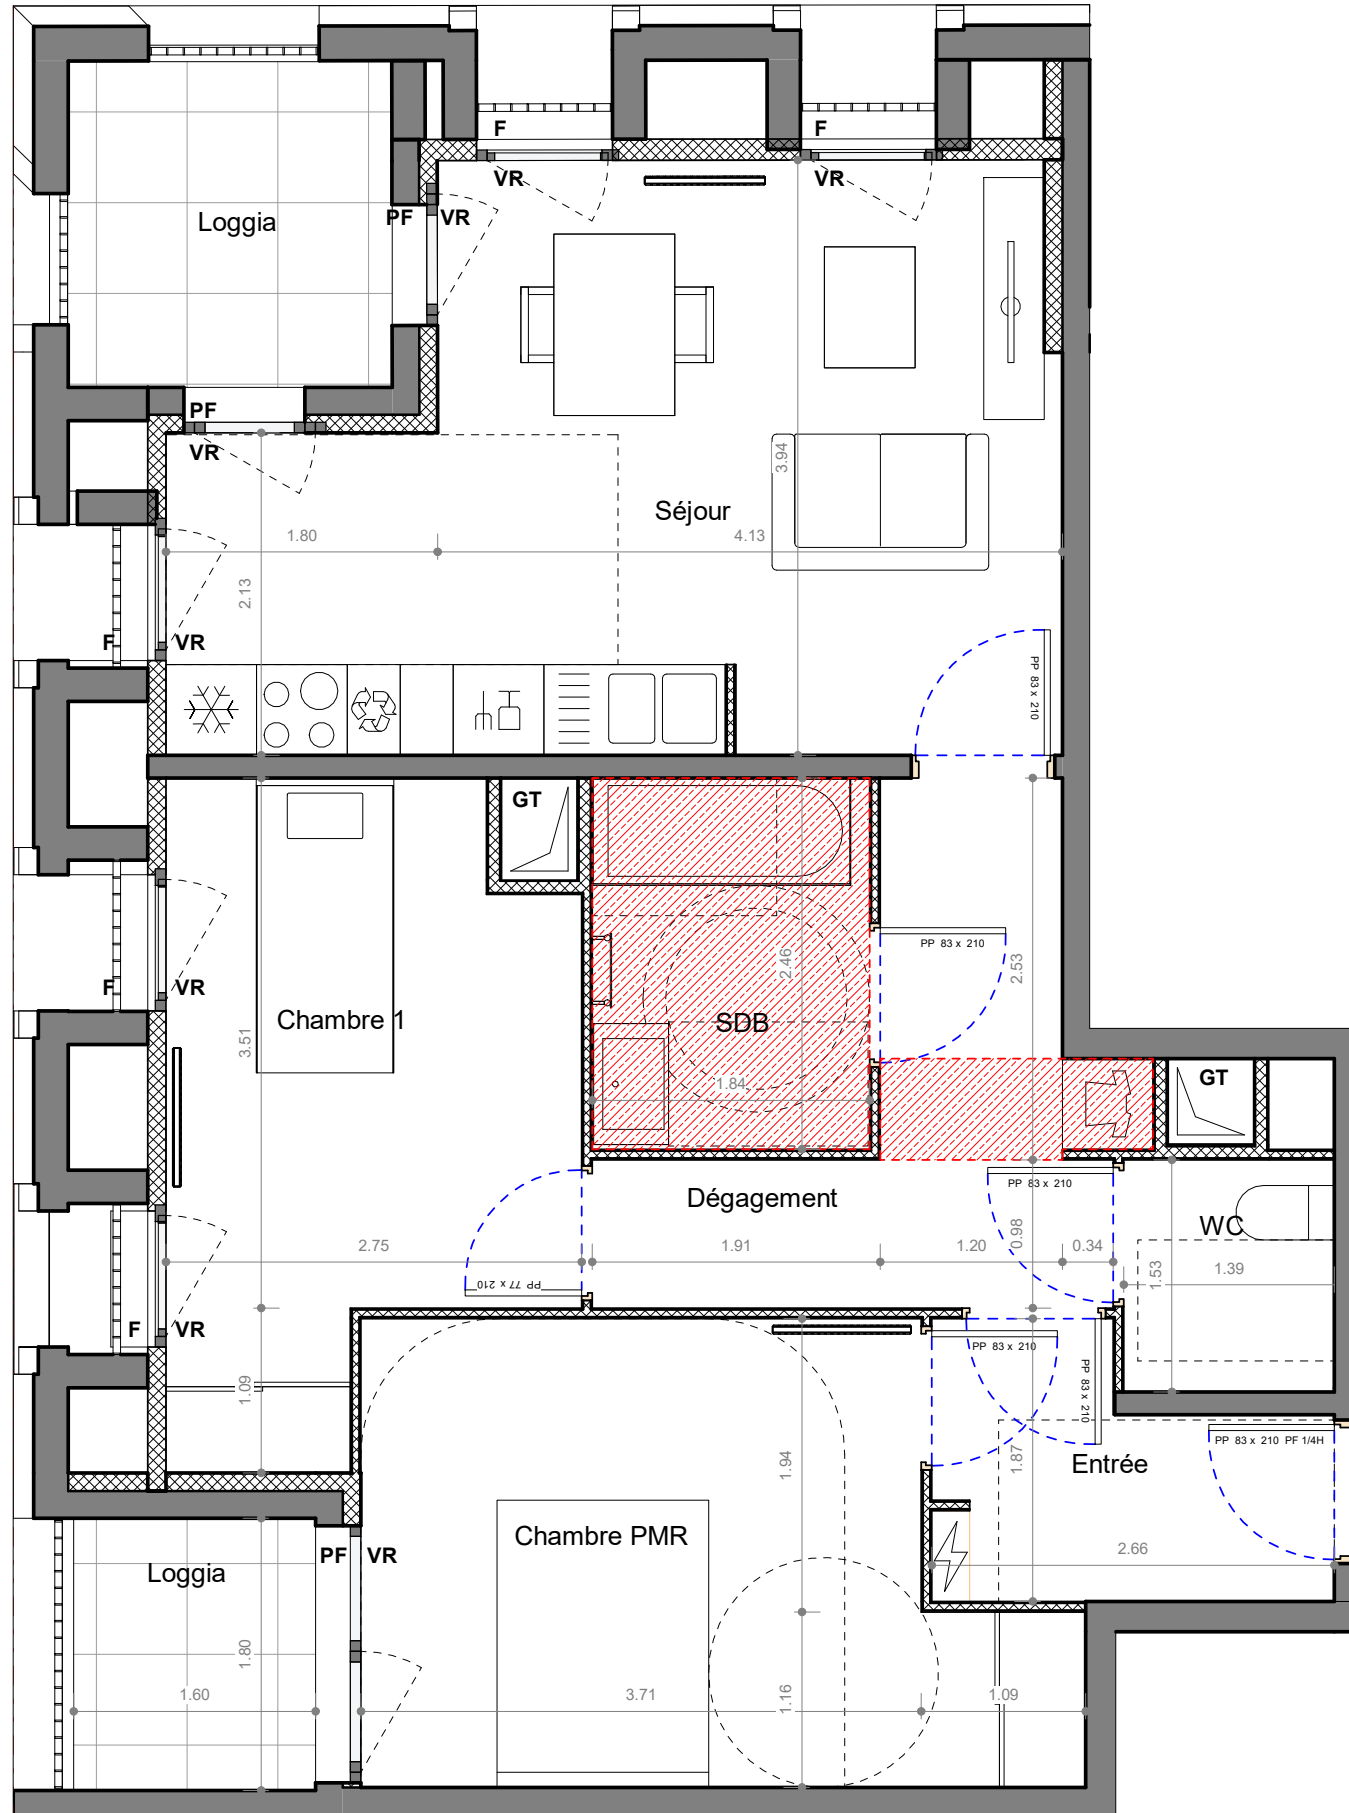 F
F
VR
VR
PF
VR
Loggia
PF
VR
3.94
Séjour
1.80
4.13
2.13
F
VR
PP 83 x 210
GT
PP 83 x 210
2.46
2.53
F
VR
Chambre 1
SDB
3.51
1.84
GT
PP 83 x 210
Dégagement
WC
2.75
1.91
1.20
0.98
0.34
1.53
1.39
PP 77 x 210
F
VR
PP 83 x 210
PP 83 x 210
1.09
1.94
1.87
Entrée
PP 83 x 210 PF 1/4H
Chambre PMR
PF
VR
Loggia
2.66
1.80
1.60
3.71
1.16
1.09